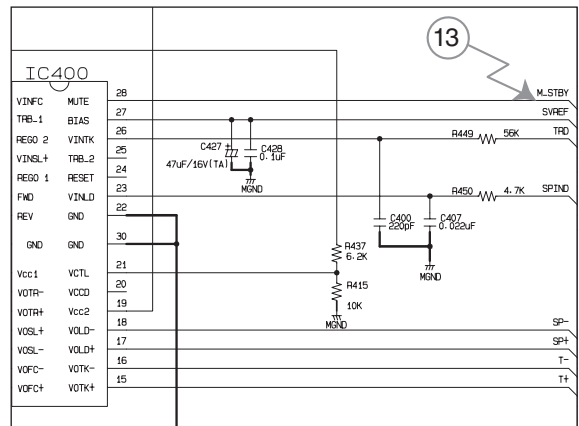 13
IC400
M_STBY
VINFC MUTE 28
SVREF
TRB_1 BIAS 27
TRD
REGO 2 VINTK 26
R449 56K
VINSL+ TRB_2 25
C427 + C428
47uF/16V(TA) 0.1uF
REGO 1 RESET 24
MGND
FWD VINLD 23
R450 4.7K SPIND
REV GND 22
C400 C407
220pF 0.022uF
GND GND 30
R437
6.2K
MGND
Vcc1 VCTL 21
VOTR- VCCD 20
R415
10K
VOTR+ Vcc2 19
MGND
VOSL+ VOLD- 18 SP-
VOSL- VOLD+ 17 SP+
VOFC- VOTK- 16 T-
VOFC+ VOTK+ 15 T+